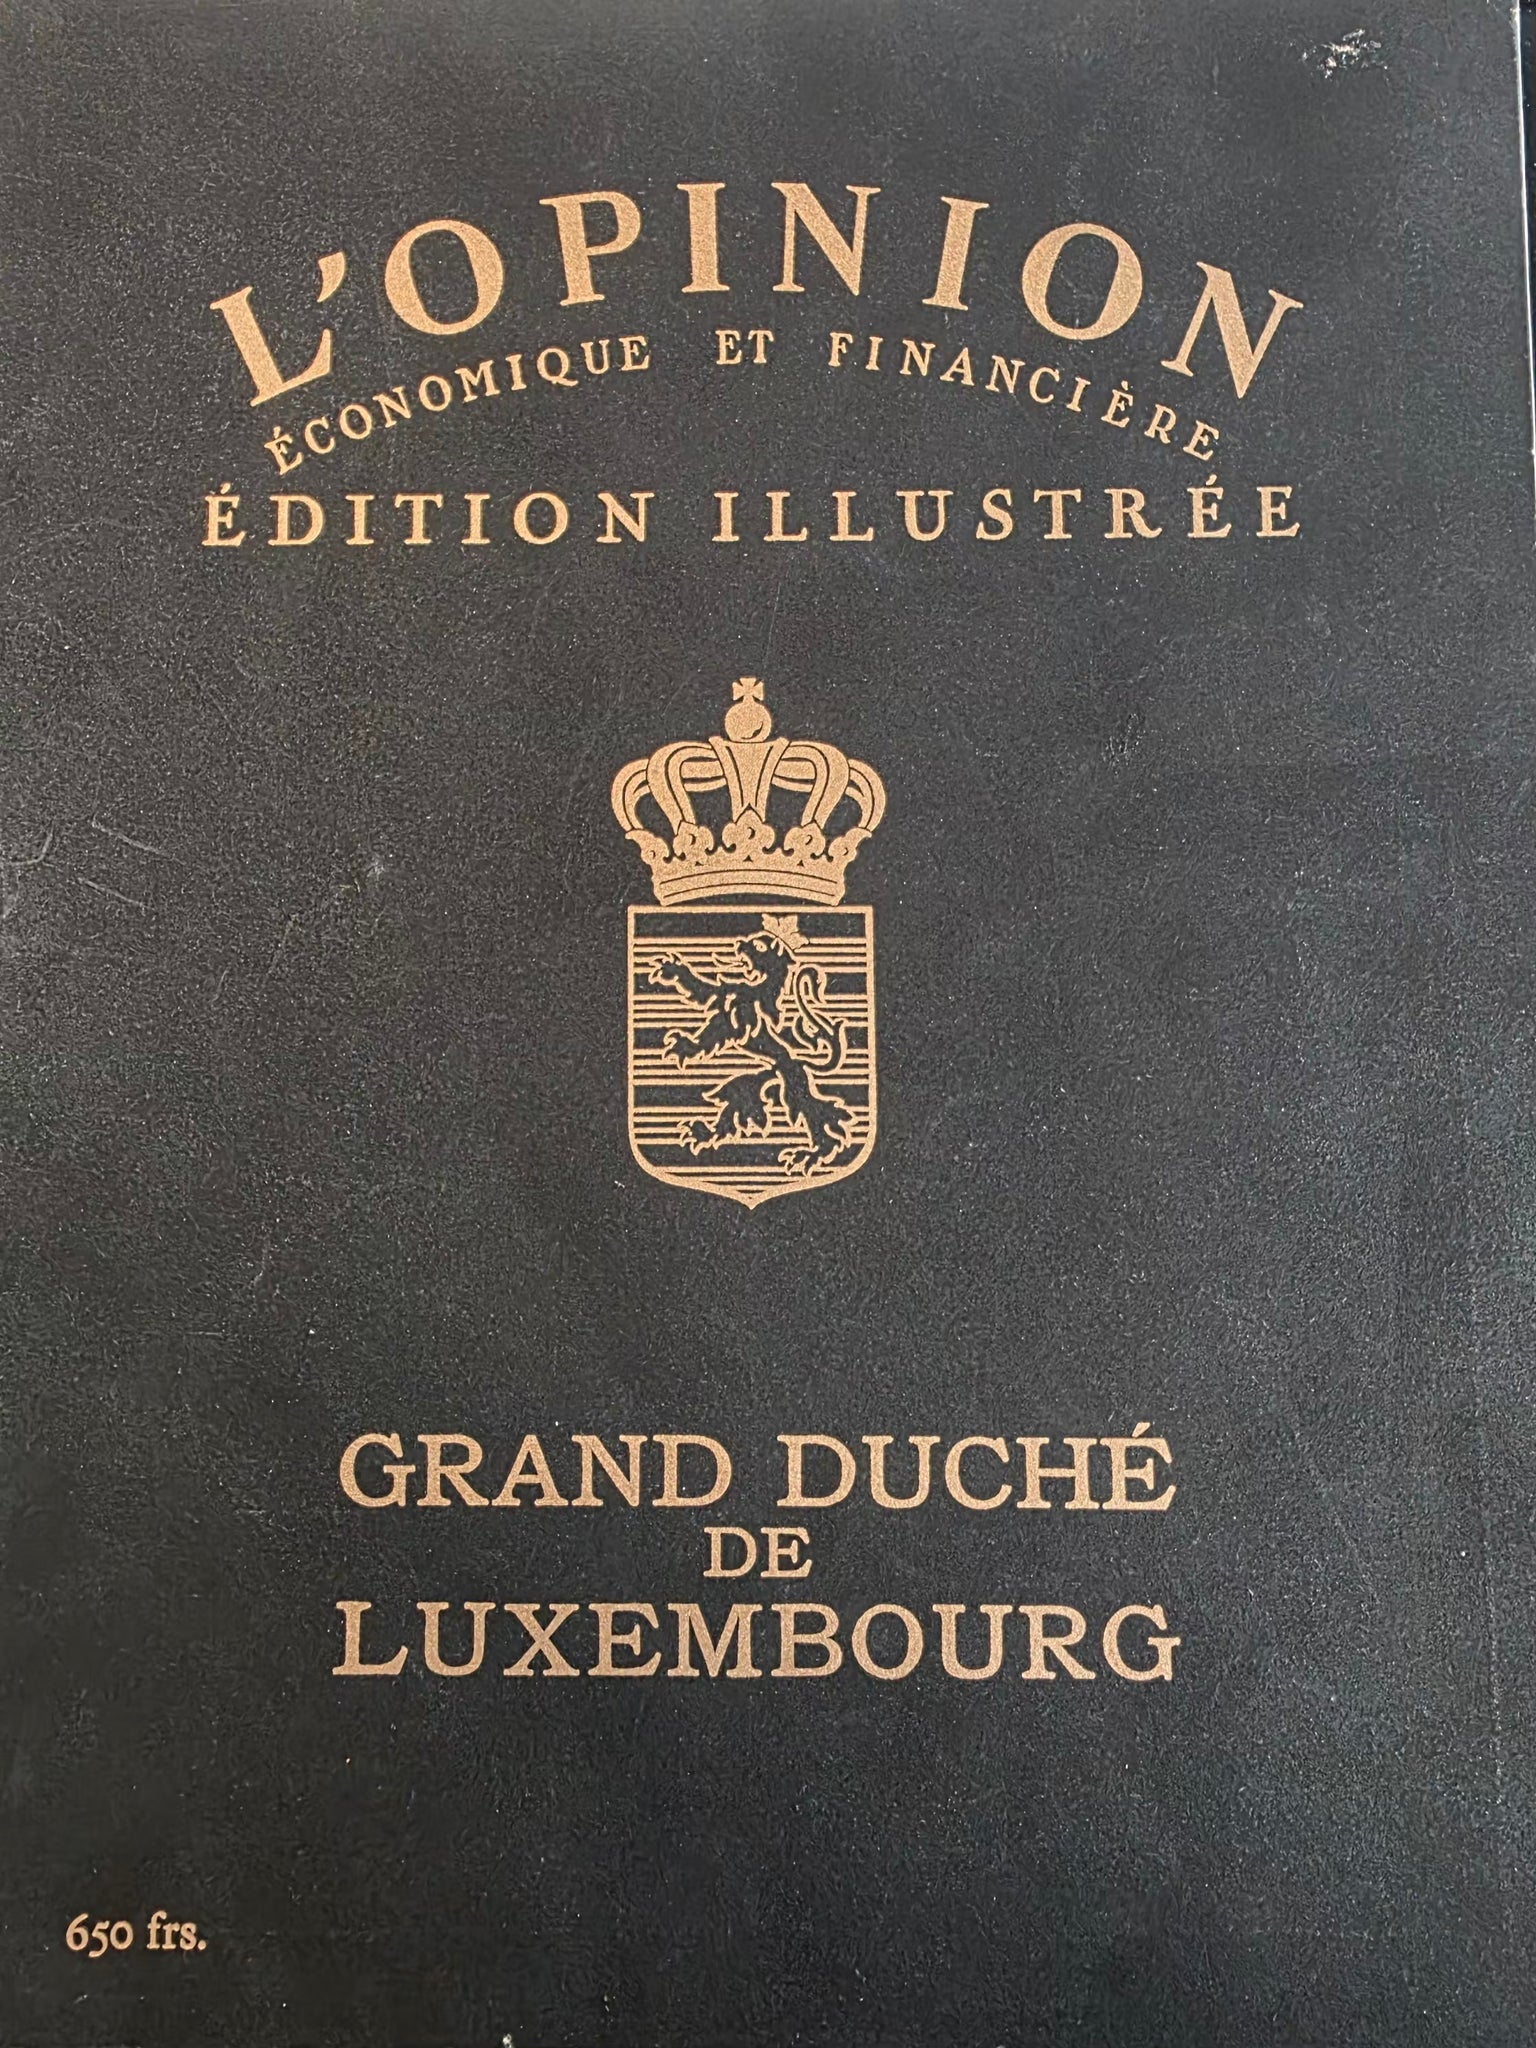 L'OPINION
ÉCONOMIQUE ET FINANCIÈRE
ÉDITION ILLUSTRÉE
GRAND DUCHÉ
DE
LUXEMBOURG
650 frs.